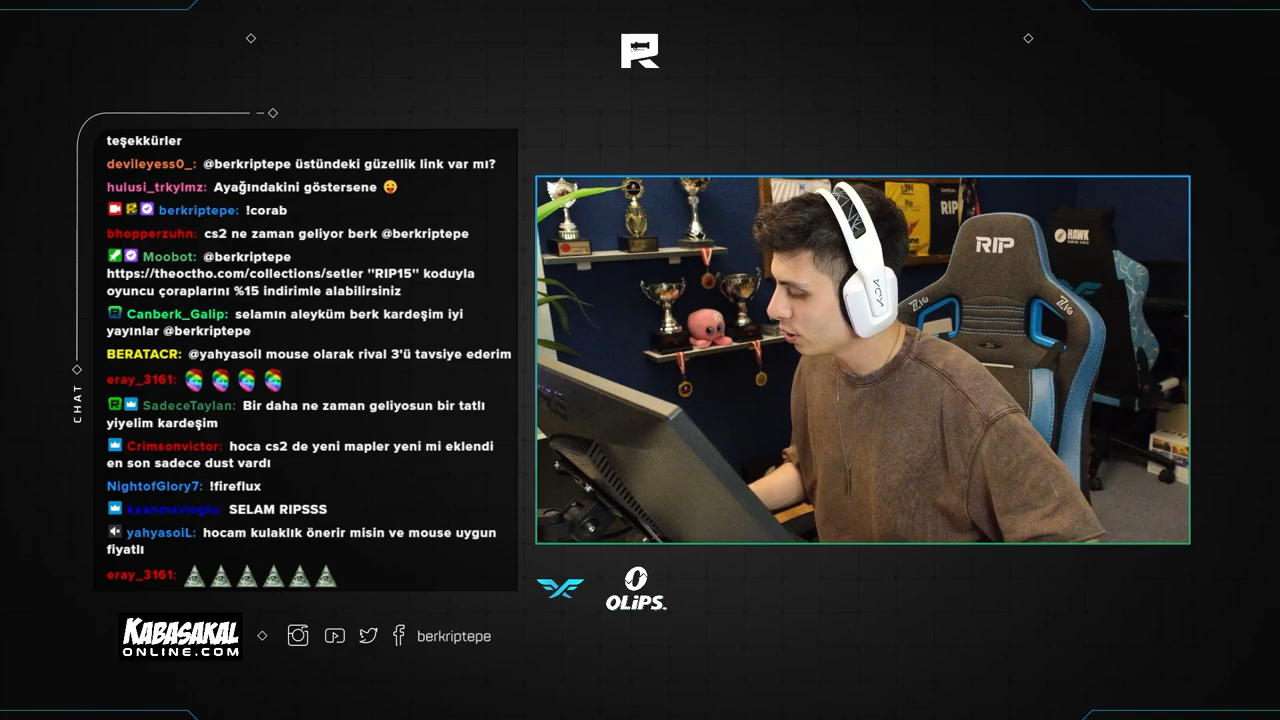 R
teşekkürler
devileyess0_: @berkriptepe üstündeki güzellik link var mı?
hulusi_trkylmz: Ayağındakini göstersene
berkriptepe: !corab
bhopperzuhn: cs2 ne zaman geliyor berk @berkriptepe
Moobot: @berkriptepe
https://theoctho.com/collections/setler "RIP15" koduyla
oyuncu çoraplarını %15 indirimle alabilirsiniz
Canberk_Galip: selamın aleyküm berk kardeşim iyi
yayınlar @berkriptepe
BERATACR: @yahyasoil mouse olarak rival 3'ü tavsiye ederim
eray_3161:
SadeceTaylan: Bir daha ne zaman geliyosun bir tatlı
yiyelim kardeşim
Crimsonvictor: hoca cs2 de yeni mapler yeni mi eklendi
en son sadece dust vardı
NightofGlory7: !fireflux
kaanmavioglu: SELAM RIPSSS
yahyasoiL: hocam kulaklık önerir misin ve mouse uygun
fiyatlı
eray_3161:
CHAT
RIP
RIP
HAWK
ZLG
ZLG
K/DA
OLiPS
KABASAKAL
ONLINE.COM
berkriptepe